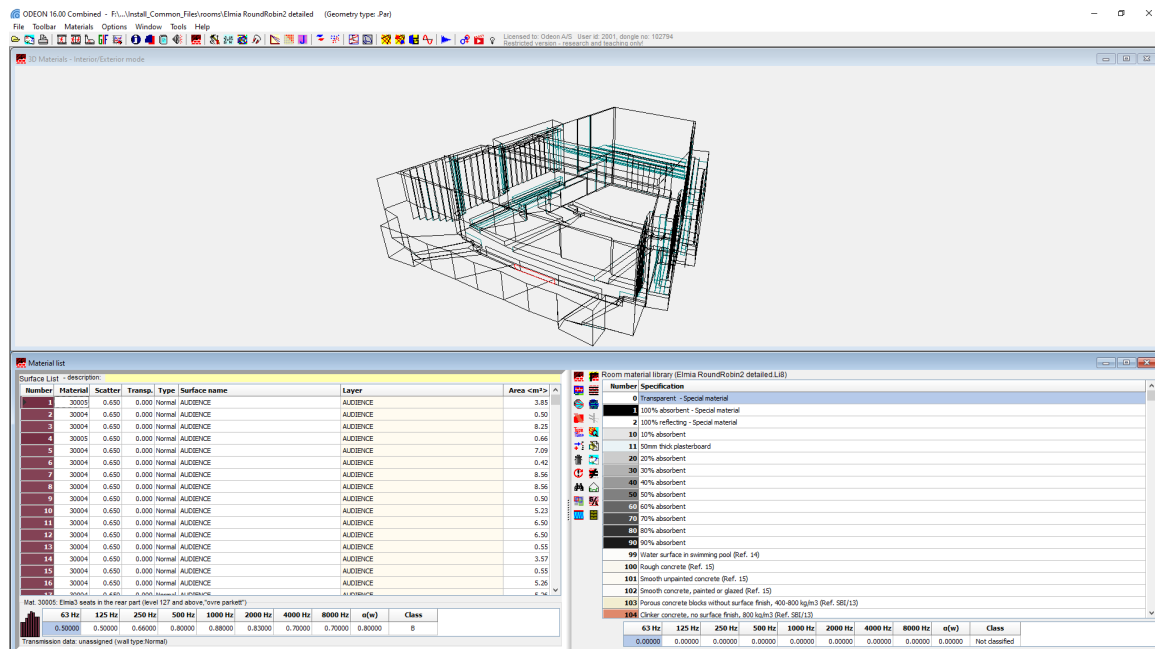 ODEON 16.00 Combined - F:\...\Install_Common_Files\rooms\Elmia RoundRobin2 detailed (Geometry type: .Par)
File Toolbar Materials Options Window Tools Help
Licensed to: Odeon A/S User id: 2001, dongle no: 102794
Restricted version - research and teaching only!
3D Materials - Interior/Exterior mode
Material list
Surface List - description:
Number Material Scatter Transp. Type Surface name Layer Area <m²>
1 30005 0.650 0.000 Normal AUDIENCE AUDIENCE 3.85
2 30004 0.650 0.000 Normal AUDIENCE AUDIENCE 0.50
3 30004 0.650 0.000 Normal AUDIENCE AUDIENCE 8.25
4 30005 0.650 0.000 Normal AUDIENCE AUDIENCE 0.66
5 30004 0.650 0.000 Normal AUDIENCE AUDIENCE 7.09
6 30004 0.650 0.000 Normal AUDIENCE AUDIENCE 0.42
7 30004 0.650 0.000 Normal AUDIENCE AUDIENCE 8.56
8 30004 0.650 0.000 Normal AUDIENCE AUDIENCE 8.56
9 30004 0.650 0.000 Normal AUDIENCE AUDIENCE 0.50
10 30004 0.650 0.000 Normal AUDIENCE AUDIENCE 5.23
11 30004 0.650 0.000 Normal AUDIENCE AUDIENCE 6.50
12 30004 0.650 0.000 Normal AUDIENCE AUDIENCE 6.50
13 30004 0.650 0.000 Normal AUDIENCE AUDIENCE 0.55
14 30004 0.650 0.000 Normal AUDIENCE AUDIENCE 3.57
15 30004 0.650 0.000 Normal AUDIENCE AUDIENCE 0.55
16 30004 0.650 0.000 Normal AUDIENCE AUDIENCE 5.26
Mat. 30005: Elmia3 seats in the rear part (level 127 and above,"ovre parkett")
63 Hz 125 Hz 250 Hz 500 Hz 1000 Hz 2000 Hz 4000 Hz 8000 Hz α(w) Class
0.50000 0.50000 0.66000 0.80000 0.88000 0.83000 0.70000 0.70000 0.80000 B
Transmission data: unassigned (wall type:Normal)
Room material library (Elmia RoundRobin2 detailed.Li8)
Number Specification
0 Transparent - Special material
1 100% absorbent - Special material
2 100% reflecting - Special material
10 10% absorbent
11 50mm thick plasterboard
20 20% absorbent
30 30% absorbent
40 40% absorbent
50 50% absorbent
60 60% absorbent
70 70% absorbent
80 80% absorbent
90 90% absorbent
99 Water surface in swimming pool (Ref. 14)
100 Rough concrete (Ref. 15)
101 Smooth unpainted concrete (Ref. 15)
102 Smooth concrete, painted or glazed (Ref. 15)
103 Porous concrete blocks without surface finish, 400-800 kg/m3 (Ref. SBI/13)
104 Clinker concrete, no surface finish, 800 kg/m3 (Ref. SBI/13)
63 Hz 125 Hz 250 Hz 500 Hz 1000 Hz 2000 Hz 4000 Hz 8000 Hz α(w) Class
0.00000 0.00000 0.00000 0.00000 0.00000 0.00000 0.00000 0.00000 0.00000 Not classified